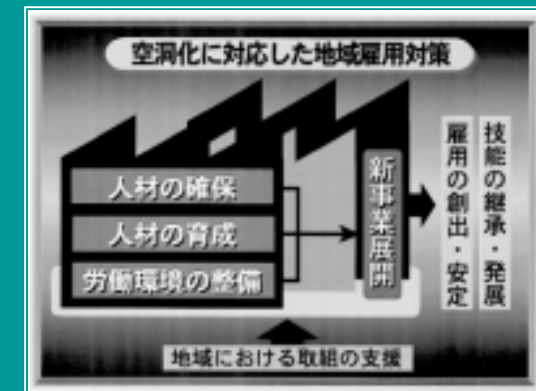 空洞化に対応した地域雇用対策
人材の確保
人材の育成
労働環境の整備
新事業展開
技能の継承・発展
雇用の創出・安定
地域における取組の支援